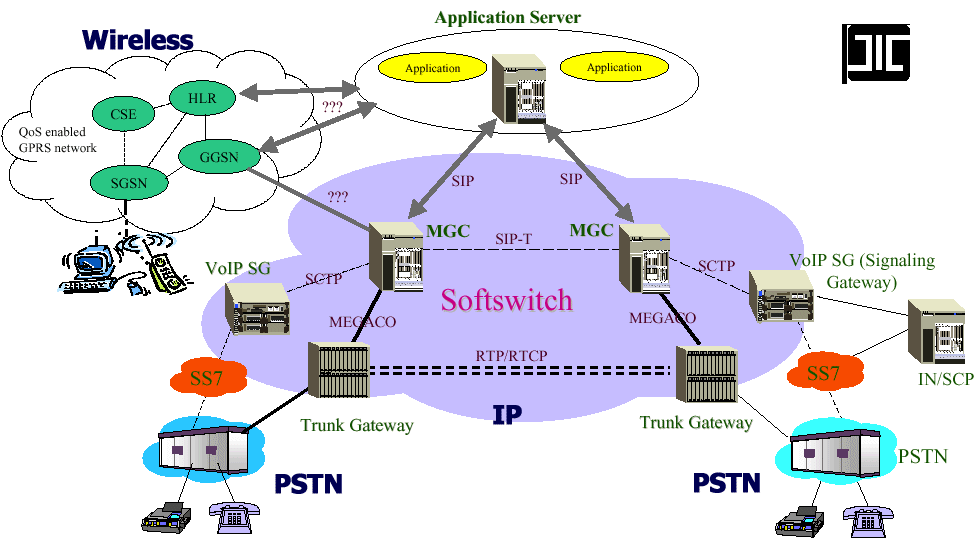 Application Server
Wireless
Application
Application
HLR
???
CSE
QoS enabled
GPRS network
GGSN
SGSN
SIP
SIP
???
MGC
MGC
SIP-T
VoIP SG
SCTP
SCTP
VoIP SG (Signaling
Gateway)
Softswitch
MEGACO
MEGACO
RTP/RTCP
SS7
SS7
IN/SCP
IP
Trunk Gateway
Trunk Gateway
PSTN
PSTN
PSTN